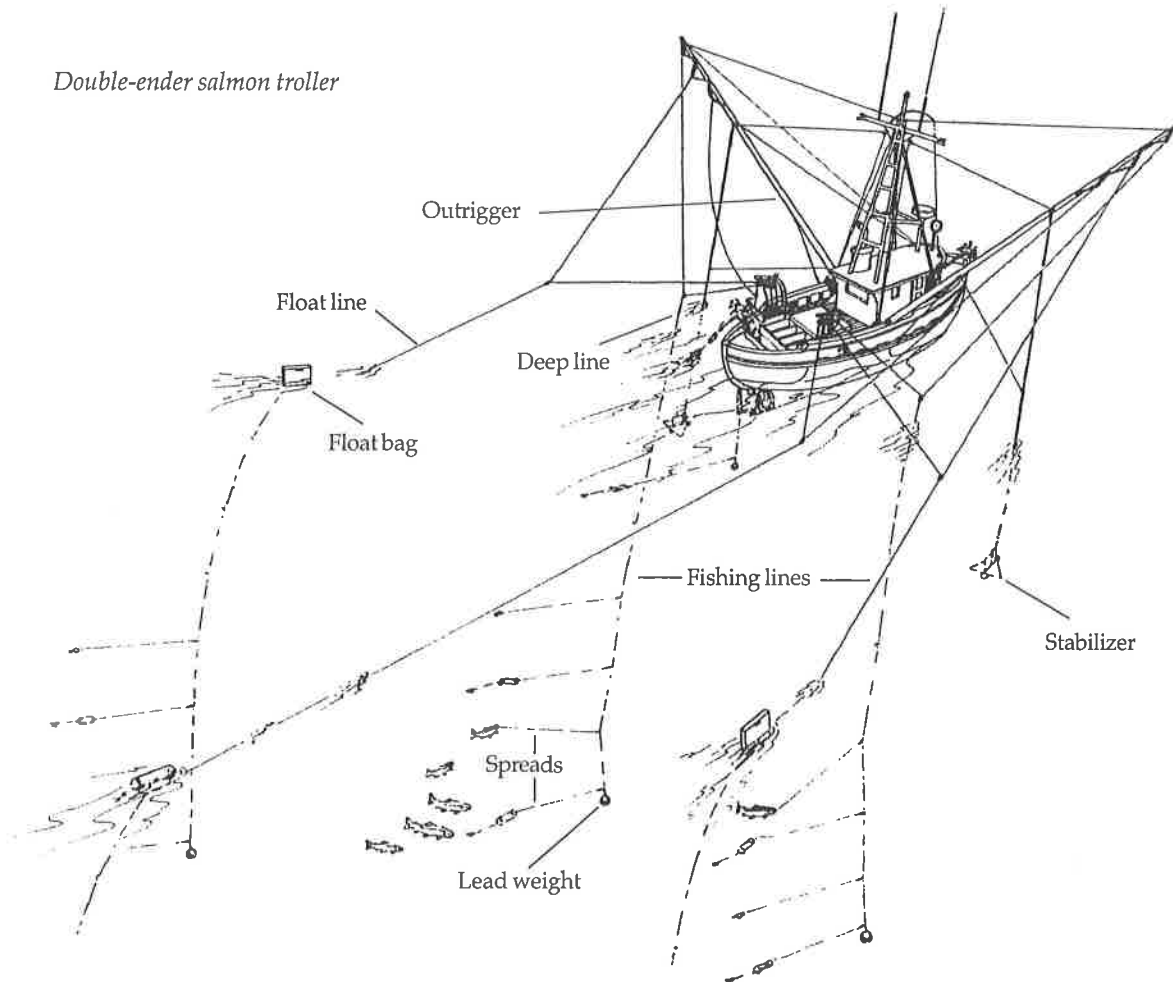 Double-ender salmon troller
Outrigger
Float line
Deep line
Float bag
Fishing lines
Stabilizer
Spreads
Lead weight